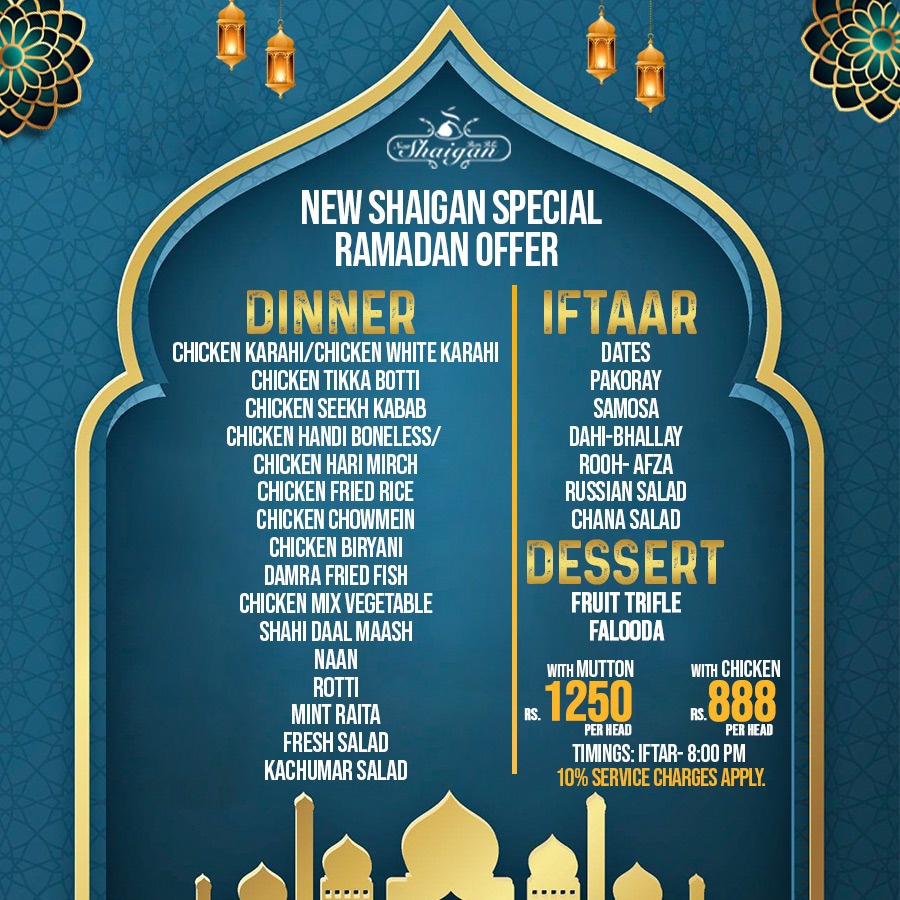 New Shaigan
NEW SHAIGAN SPECIAL
RAMADAN OFFER
DINNER
CHICKEN KARAHI/CHICKEN WHITE KARAHI
CHICKEN TIKKA BOTTI
CHICKEN SEEKH KABAB
CHICKEN HANDI BONELESS/
CHICKEN HARI MIRCH
CHICKEN FRIED RICE
CHICKEN CHOWMEIN
CHICKEN BIRYANI
DAMRA FRIED FISH
CHICKEN MIX VEGETABLE
SHAHI DAAL MAASH
NAAN
ROTTI
MINT RAITA
FRESH SALAD
KACHUMAR SALAD
IFTAAR
DATES
PAKORAY
SAMOSA
DAHI-BHALLAY
ROOH- AFZA
RUSSIAN SALAD
CHANA SALAD
DESSERT
FRUIT TRIFLE
FALOODA
WITH MUTTON
RS. 1250
PER HEAD
WITH CHICKEN
RS. 888
PER HEAD
TIMINGS: IFTAR- 8:00 PM
10% SERVICE CHARGES APPLY.